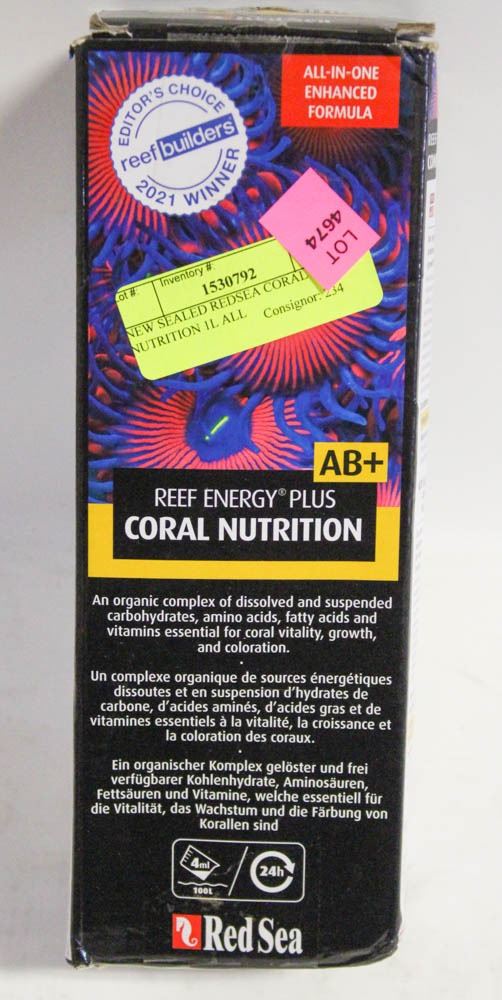 Red Sea
EDITOR'S CHOICE
reefbuilders
2021 WINNER
ALL-IN-ONE
ENHANCED
FORMULA
LOT
4674
ot #:
Inventory #:
1530792
NEW SEALED REDSEA CORAL
NUTRITION 1L ALL
Consignor: 234
AB+
REEF ENERGY® PLUS
CORAL NUTRITION
An organic complex of dissolved and suspended
carbohydrates, amino acids, fatty acids and
vitamins essential for coral vitality, growth,
and coloration.
•
Un complexe organique de sources énergétiques
dissoutes et en suspension d'hydrates de
carbone, d'acides aminés, d'acides gras et de
vitamines essentiels à la vitalité, la croissance et
la coloration des coraux.
•
Ein organischer Komplex gelöster und frei
verfügbarer Kohlenhydrate, Aminosäuren,
Fettsäuren und Vitamine, welche essentiell für
die Vitalität, das Wachstum und die Färbung von
Korallen sind
4ml
100L
24h
Red Sea